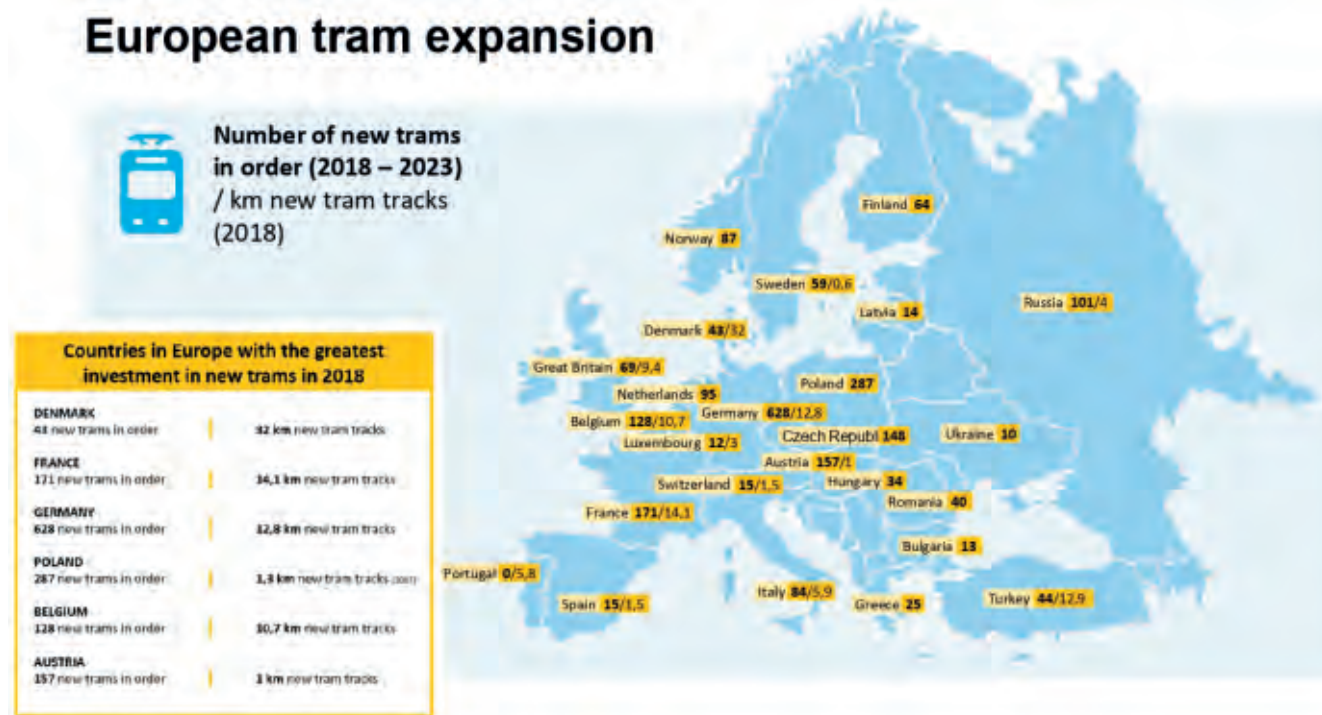 European tram expansion
Number of new trams
in order (2018 – 2023)
/ km new tram tracks
(2018)
Finland 64
Norway 87
Sweden 59/0,6
Russia 101/4
Latvia 14
Denmark 43/32
Great Britain 69/9,4
Poland 287
Netherlands 95
Germany 628/12,8
Belgium 128/10,7
Czech Republ 148
Ukraine 10
Luxembourg 12/3
Austria 157/1
Switzerland 15/1,5
Hungary 34
Romania 40
France 171/14,1
Bulgaria 13
Portugal 0/5,8
Italy 84/5,9
Spain 15/1,5
Greece 25
Turkey 44/12,9
Countries in Europe with the greatest
investment in new trams in 2018
DENMARK
43 new trams in order 32 km new tram tracks
FRANCE
171 new trams in order 14,1 km new tram tracks
GERMANY
628 new trams in order 12,8 km new tram tracks
POLAND
287 new trams in order 1,3 km new tram tracks
BELGIUM
128 new trams in order 10,7 km new tram tracks
AUSTRIA
157 new trams in order 1 km new tram tracks